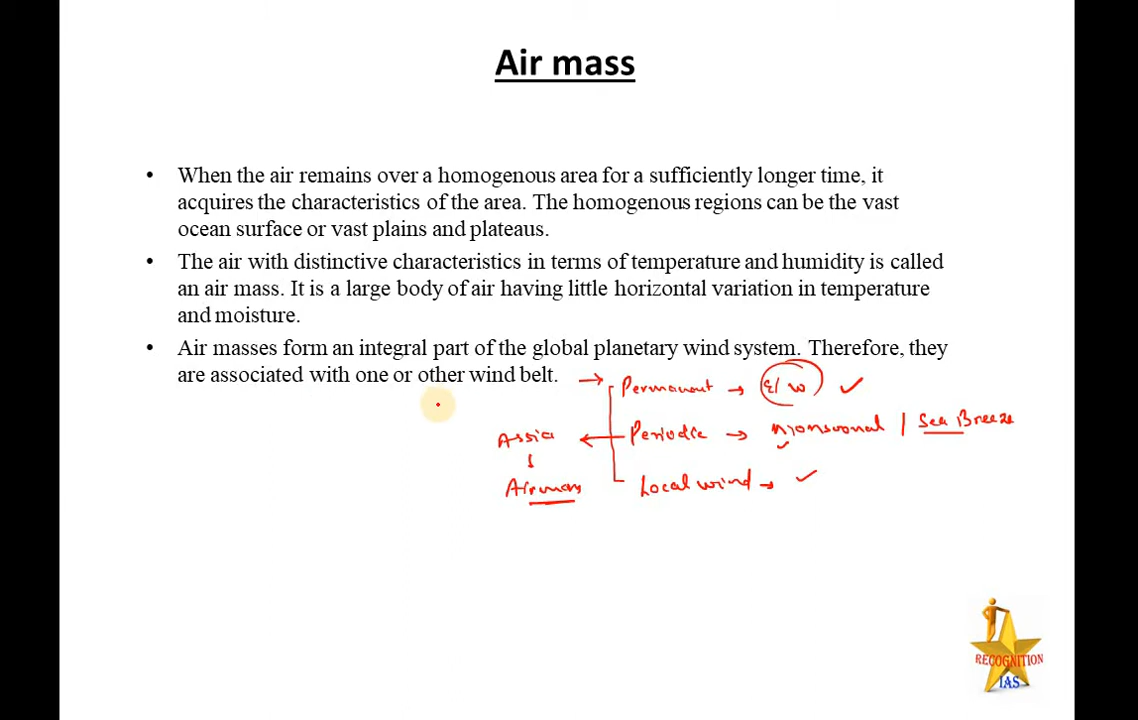 Air mass
• When the air remains over a homogenous area for a sufficiently longer time, it
acquires the characteristics of the area. The homogenous regions can be the vast
ocean surface or vast plains and plateaus.
• The air with distinctive characteristics in terms of temperature and humidity is called
an air mass. It is a large body of air having little horizontal variation in temperature
and moisture.
• Air masses form an integral part of the global planetary wind system. Therefore, they
are associated with one or other wind belt.
Permanent → E/W
Periodic → monsoonal / Sea Breeze
Assia
Local wind →
Airmass
RECOGNITION
IAS